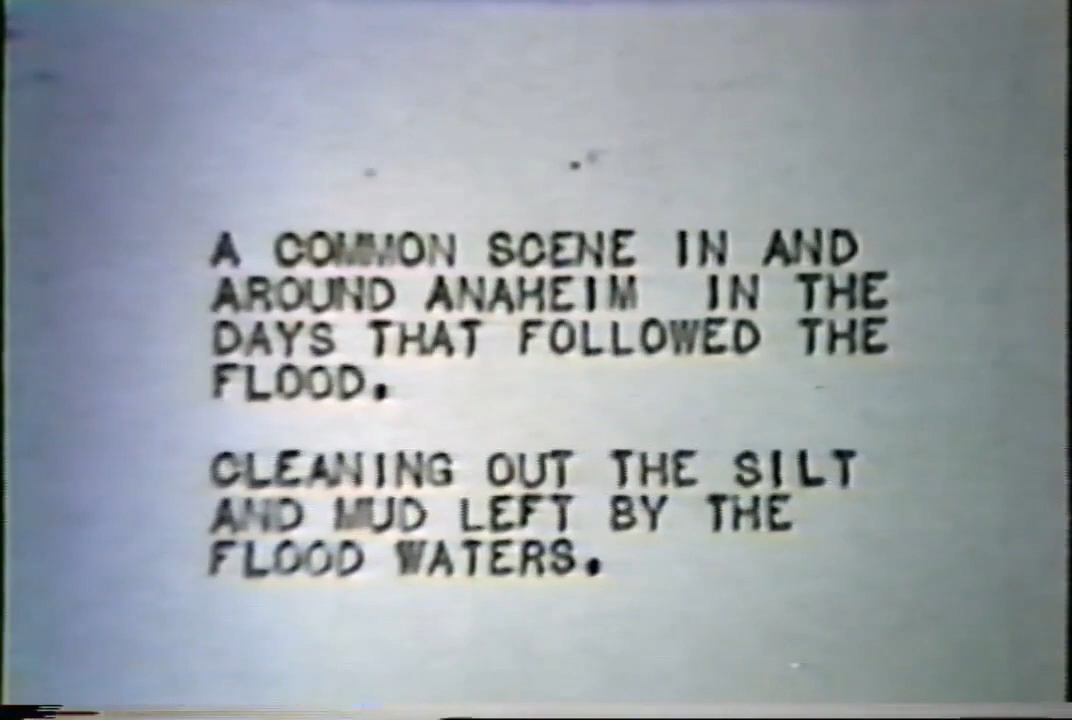 A COMMON SCENE IN AND
AROUND ANAHEIM  IN THE
DAYS THAT FOLLOWED THE
FLOOD.
CLEANING OUT THE SILT
AND MUD LEFT BY THE
FLOOD WATERS.